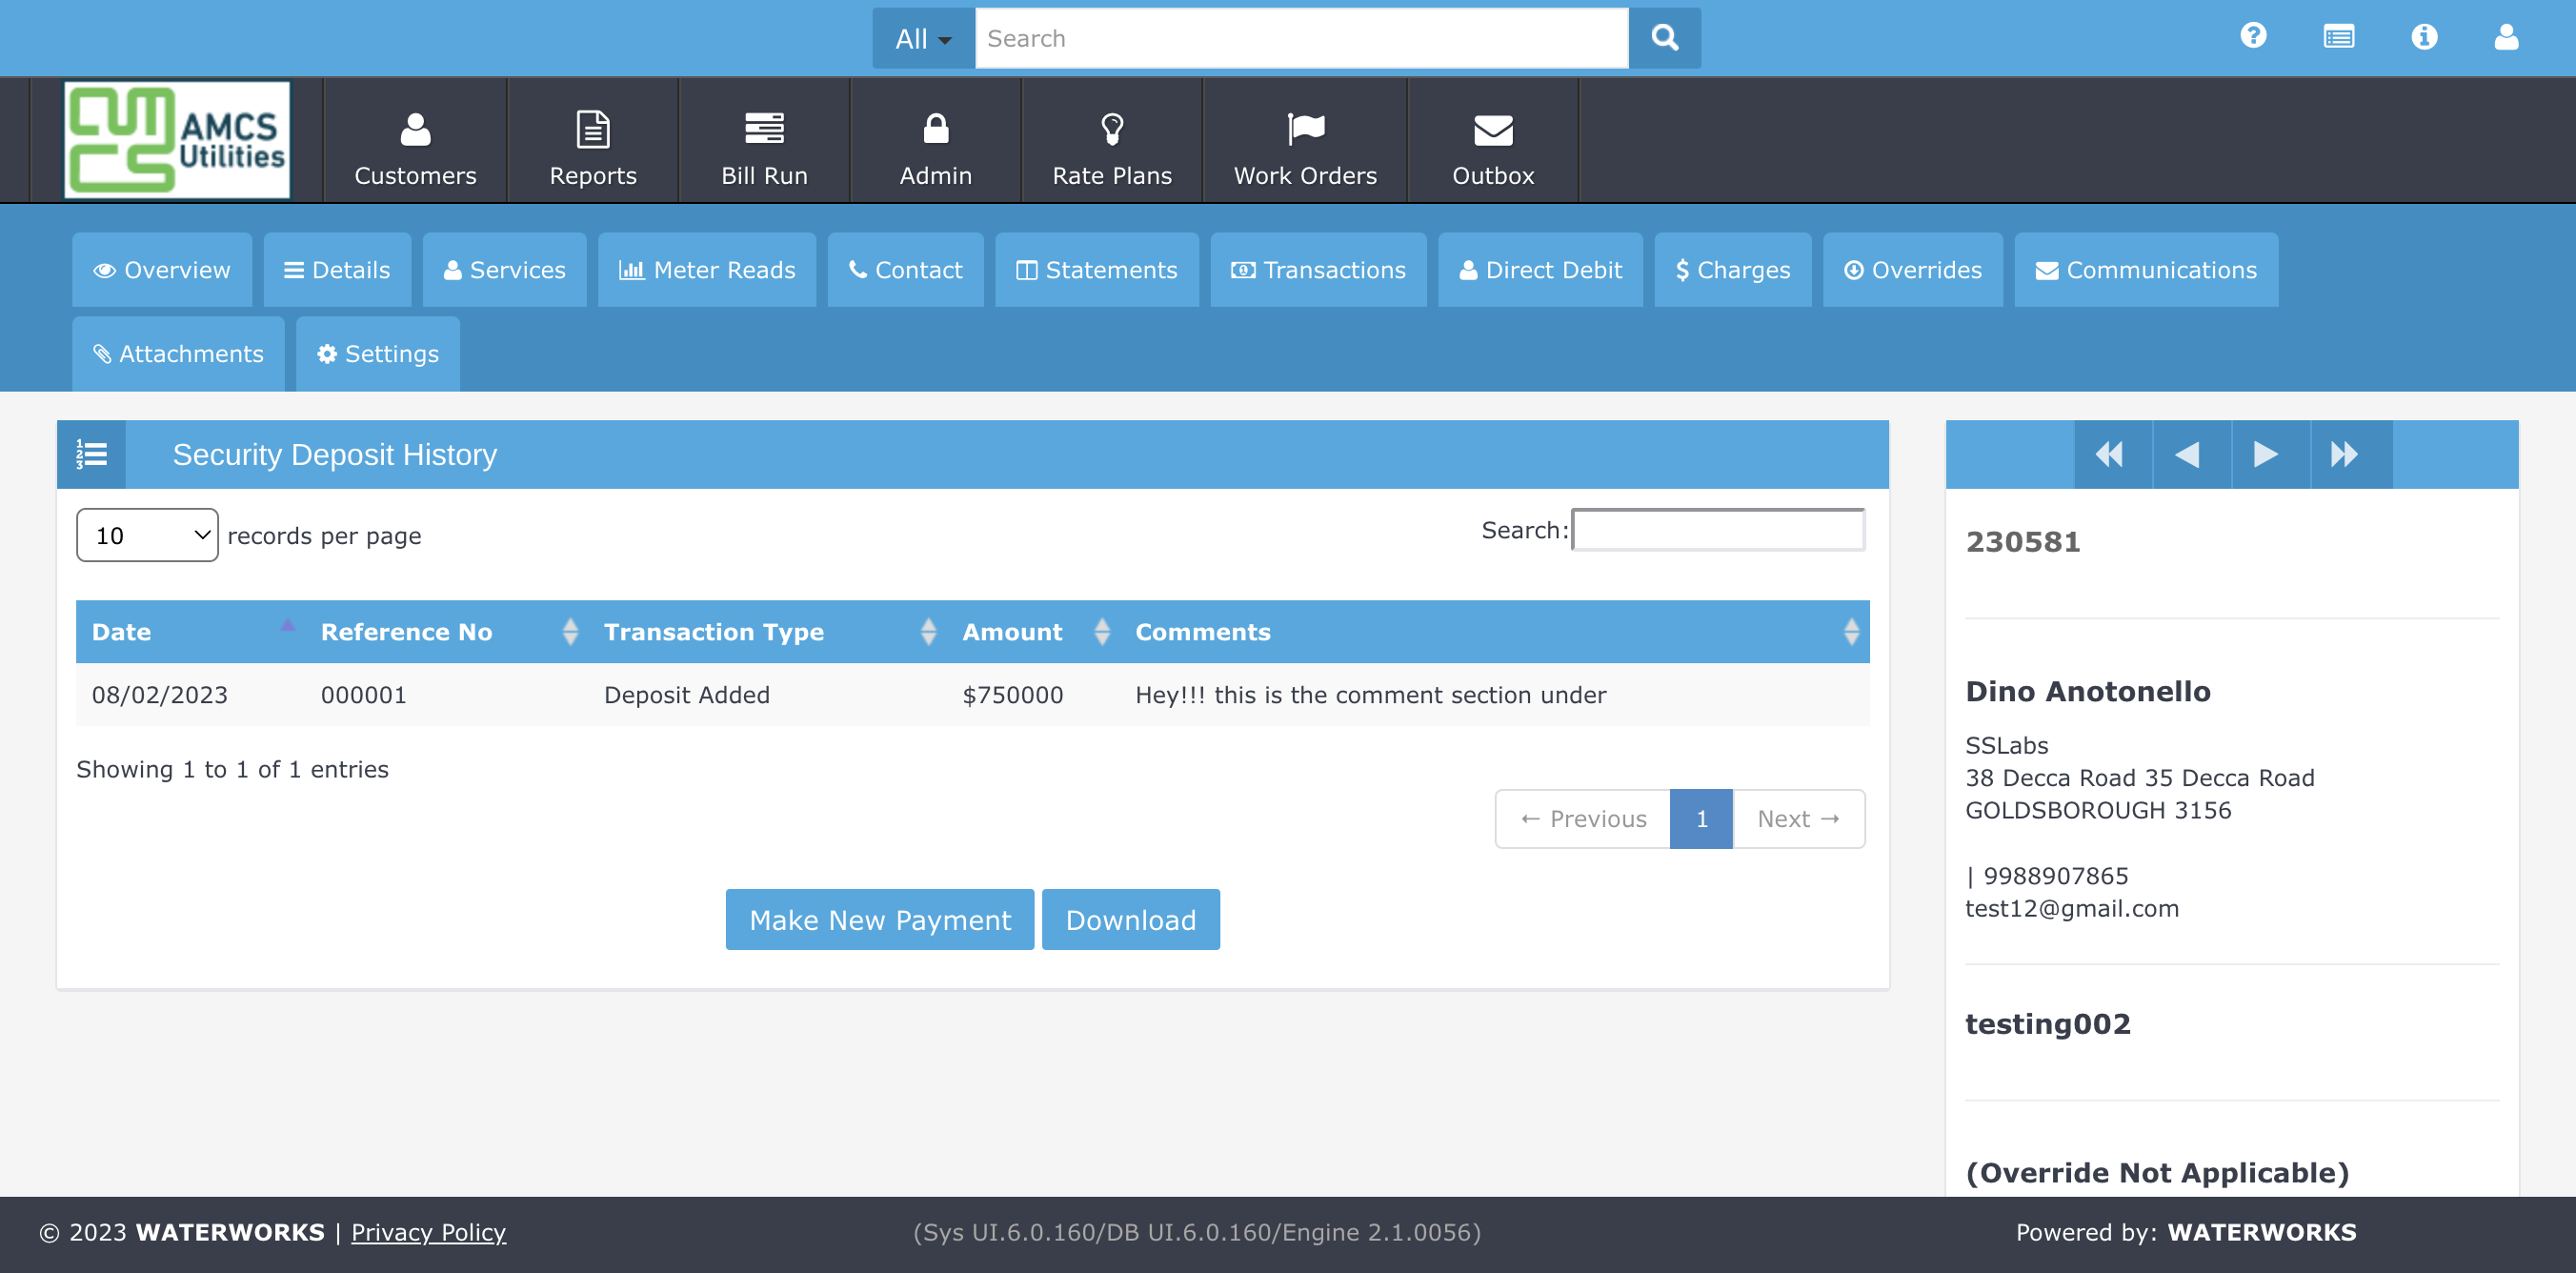 All Search
AMCS
Utilities
Customers Reports Bill Run Admin Rate Plans Work Orders Outbox
Overview Details Services Meter Reads Contact Statements Transactions Direct Debit $ Charges Overrides Communications
Attachments Settings
Security Deposit History
10 records per page Search:
Date Reference No Transaction Type Amount Comments
08/02/2023 000001 Deposit Added $750000 Hey!!! this is the comment section under
Showing 1 to 1 of 1 entries
← Previous 1 Next →
Make New Payment Download
230581
Dino Anotonello
SSLabs
38 Decca Road 35 Decca Road
GOLDSBOROUGH 3156
| 9988907865
test12@gmail.com
testing002
(Override Not Applicable)
© 2023 WATERWORKS | Privacy Policy (Sys UI.6.0.160/DB UI.6.0.160/Engine 2.1.0056) Powered by: WATERWORKS